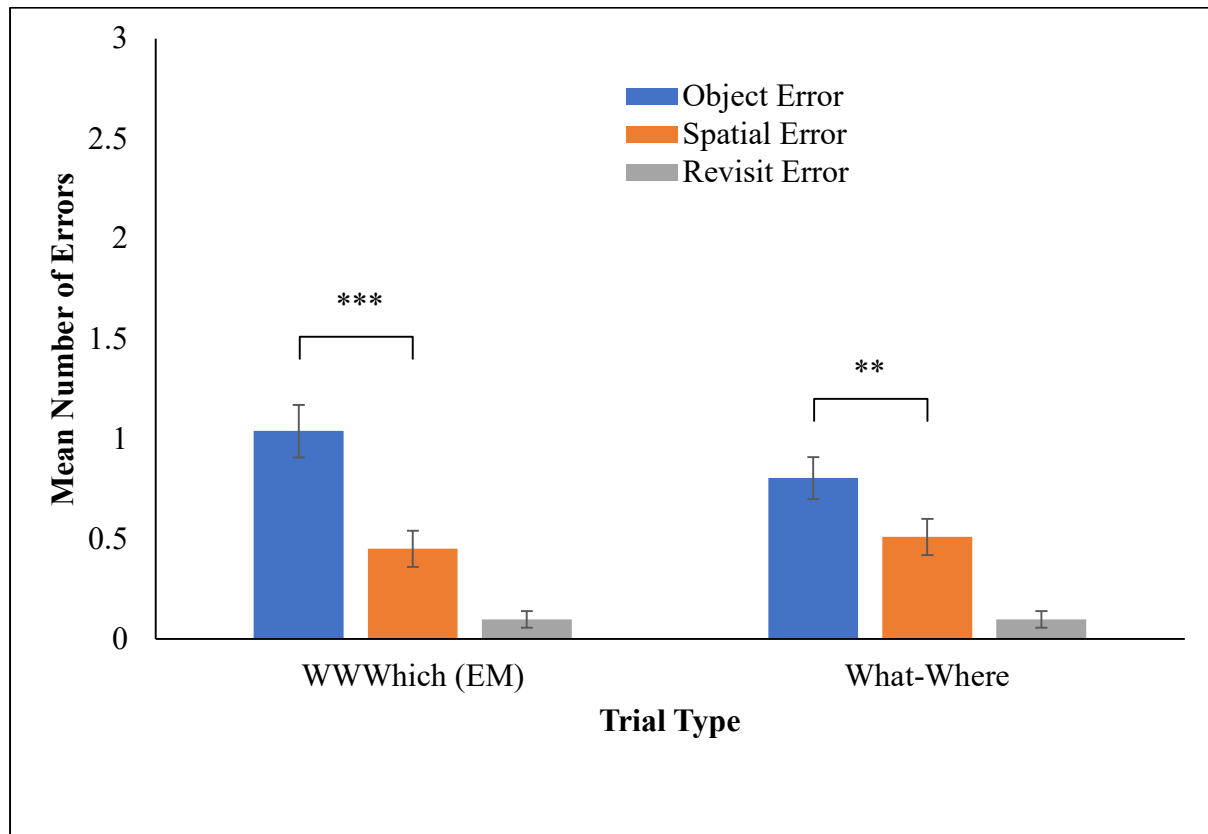 3
2.5
2
1.5
1
0.5
0
Mean Number of Errors
Object Error
Spatial Error
Revisit Error
***
**
WWWhich (EM)
What-Where
Trial Type